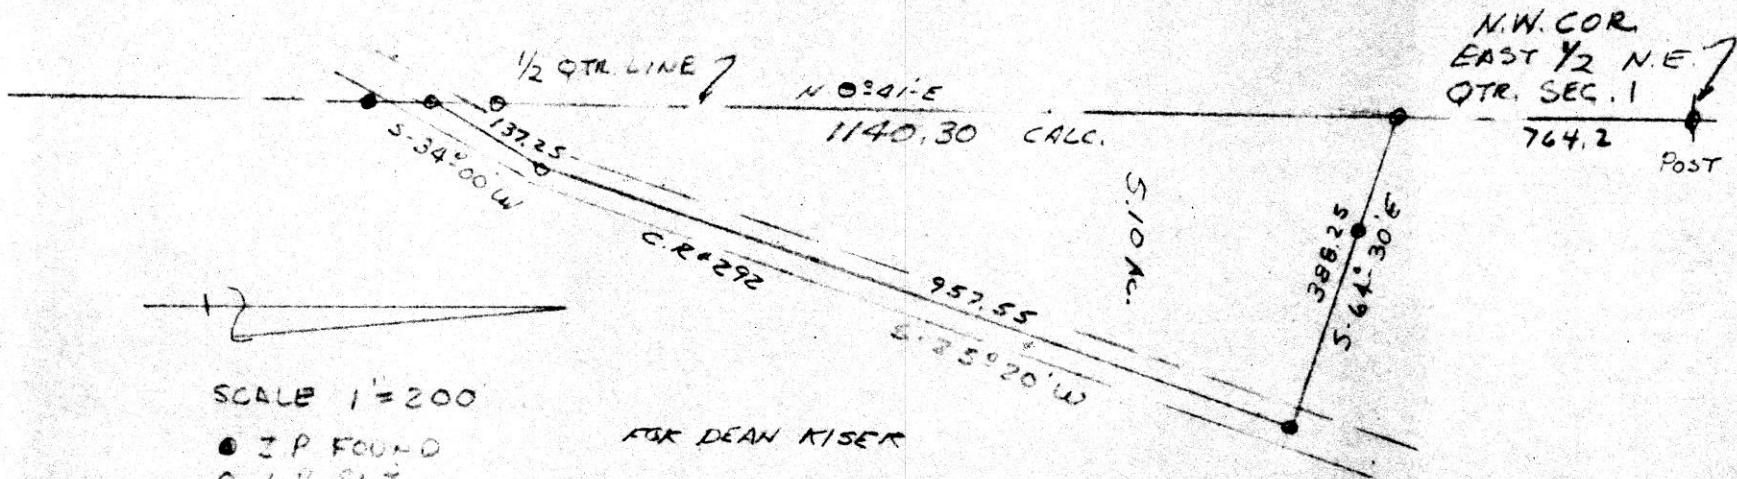 N.W. COR.
EAST 1/2 N.E.
QTR. SEC. 1
1/2 QTR. LINE
N 0°41'E
1140.30 CALC.
764.2
POST
137.25
S-34°00'W
5.10 AC.
388.25
S-64°-30'E
C.R. #292
957.55
S-25°20'W
SCALE 1"=200'
I P FOUND
FOR DEAN KISER